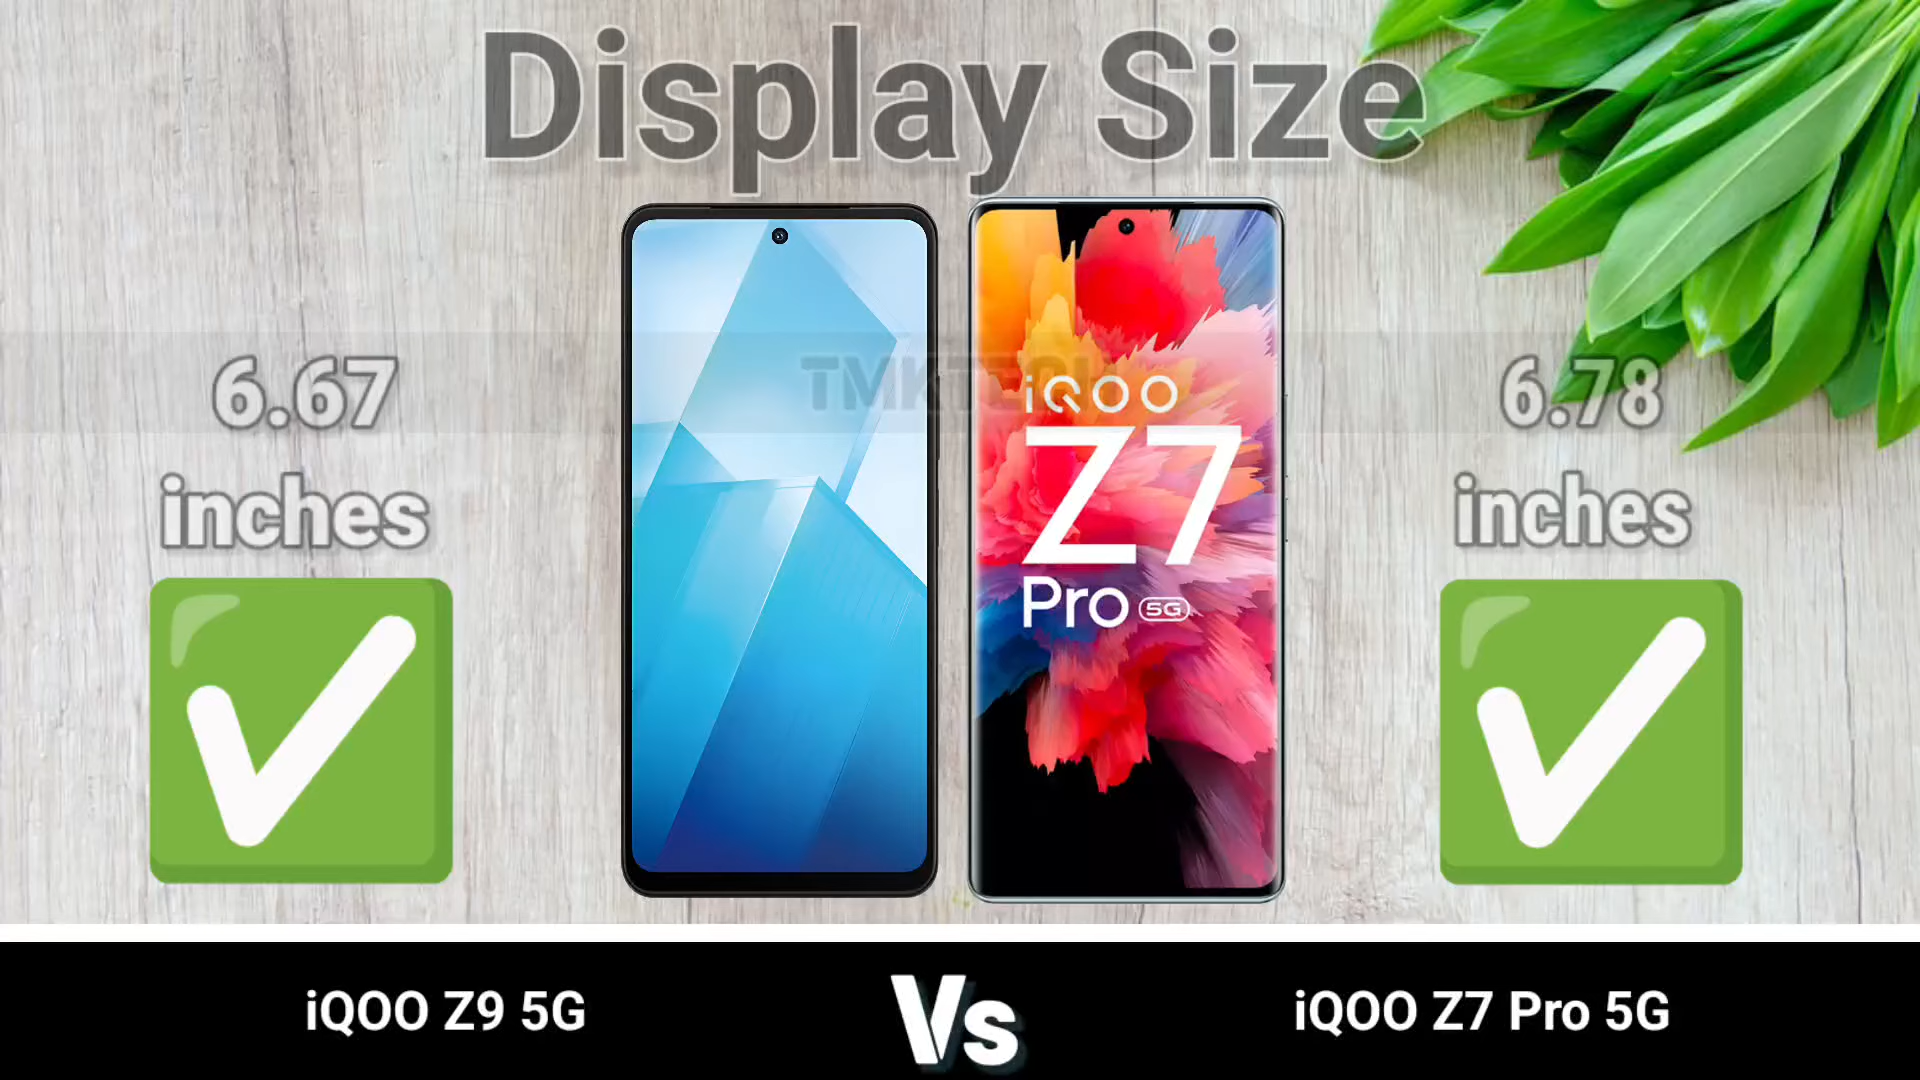 Display Size
6.67
inches
TMKTECH
iQOO
Z7
Pro 5G
6.78
inches
iQOO Z9 5G
Vs
iQOO Z7 Pro 5G